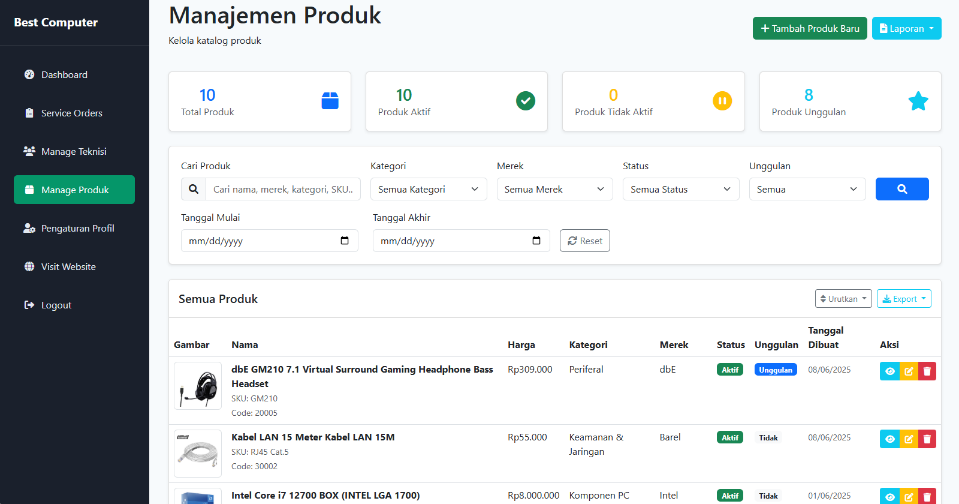 Best Computer
Dashboard
Service Orders
Manage Teknisi
Manage Produk
Pengaturan Profil
Visit Website
Logout
Manajemen Produk
Kelola katalog produk
+ Tambah Produk Baru
Laporan
10
Total Produk
10
Produk Aktif
0
Produk Tidak Aktif
8
Produk Unggulan
Cari Produk
Cari nama, merek, kategori, SKU..
Kategori
Semua Kategori
Merek
Semua Merek
Status
Semua Status
Unggulan
Semua
Tanggal Mulai
mm/dd/yyyy
Tanggal Akhir
mm/dd/yyyy
Reset
Semua Produk
Urutkan
Export
Gambar Nama Harga Kategori Merek Status Unggulan Tanggal Dibuat Aksi
dbE GM210 7.1 Virtual Surround Gaming Headphone Bass
Headset
SKU: GM210
Code: 20005
Rp309.000 Periferal dbE Aktif Unggulan 08/06/2025
Kabel LAN 15 Meter Kabel LAN 15M
SKU: RJ45 Cat.5
Code: 30002
Rp55.000 Keamanan &
Jaringan
Barel Aktif Tidak 08/06/2025
Intel Core i7 12700 BOX (INTEL LGA 1700) Rp8.000.000 Komponen PC Intel Aktif Tidak 01/06/2025